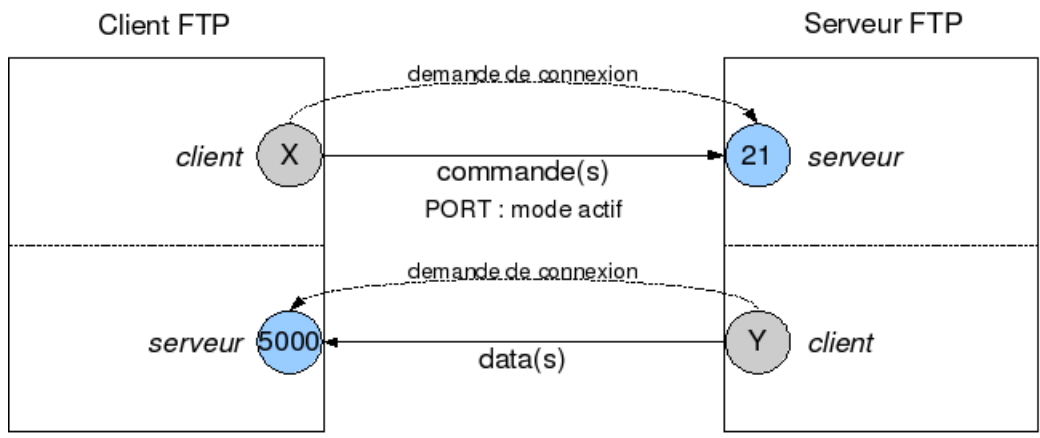 Client FTP
Serveur FTP
demande de connexion
client
X
21
serveur
commande(s)
PORT : mode actif
demande de connexion
serveur
5000
Y
client
data(s)